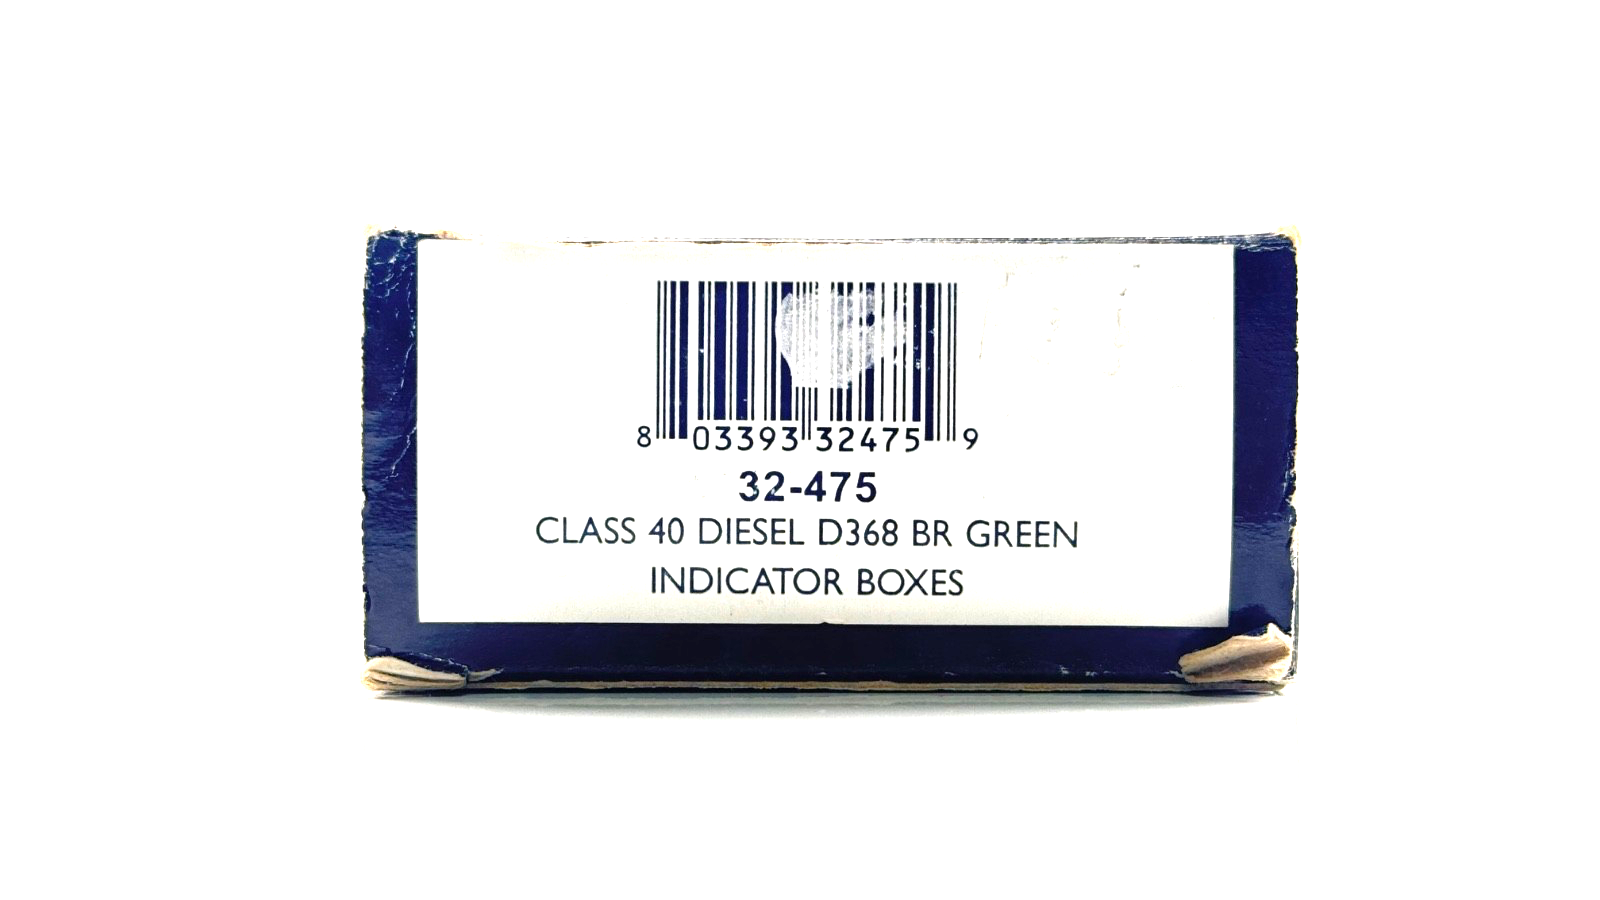 8 03393 32475 9
32-475
CLASS 40 DIESEL D368 BR GREEN
INDICATOR BOXES